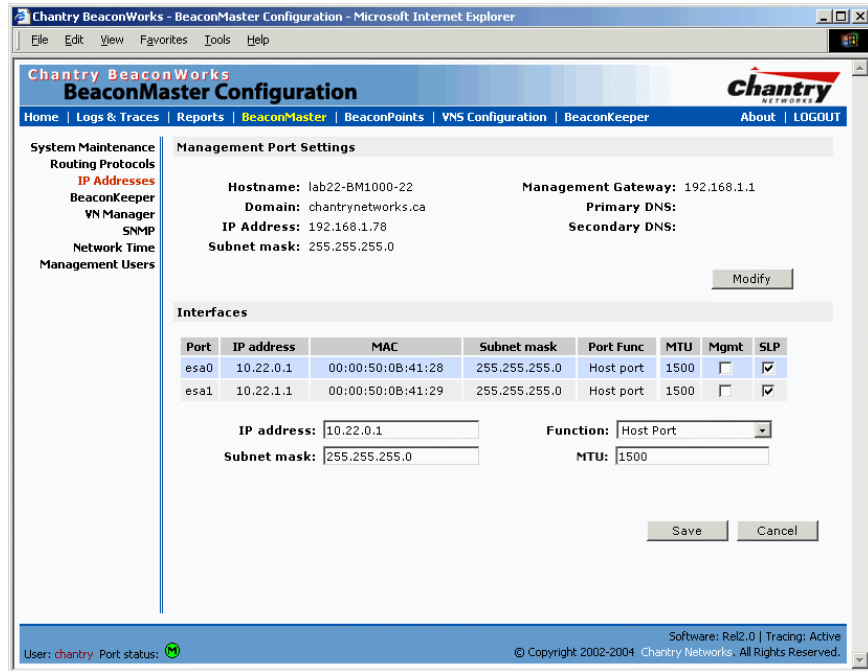 Chantry BeaconWorks - BeaconMaster Configuration - Microsoft Internet Explorer
File Edit View Favorites Tools Help
Chantry BeaconWorks
BeaconMaster Configuration
Chantry
NETWORKS
Home | Logs & Traces | Reports | BeaconMaster | BeaconPoints | VNS Configuration | BeaconKeeper About | LOGOUT
System Maintenance
Routing Protocols
IP Addresses
BeaconKeeper
VN Manager
SNMP
Network Time
Management Users
Management Port Settings
Hostname: lab22-BM1000-22 Management Gateway: 192.168.1.1
Domain: chantrynetworks.ca Primary DNS:
IP Address: 192.168.1.78 Secondary DNS:
Subnet mask: 255.255.255.0
Modify
Interfaces
Port IP address MAC Subnet mask Port Func MTU Mgmt SLP
esa0 10.22.0.1 00:00:50:0B:41:28 255.255.255.0 Host port 1500
esa1 10.22.1.1 00:00:50:0B:41:29 255.255.255.0 Host port 1500
IP address: 10.22.0.1 Function: Host Port
Subnet mask: 255.255.255.0 MTU: 1500
Save Cancel
Software: Rel2.0 | Tracing: Active
User: chantry Port status: M © Copyright 2002-2004 Chantry Networks. All Rights Reserved.